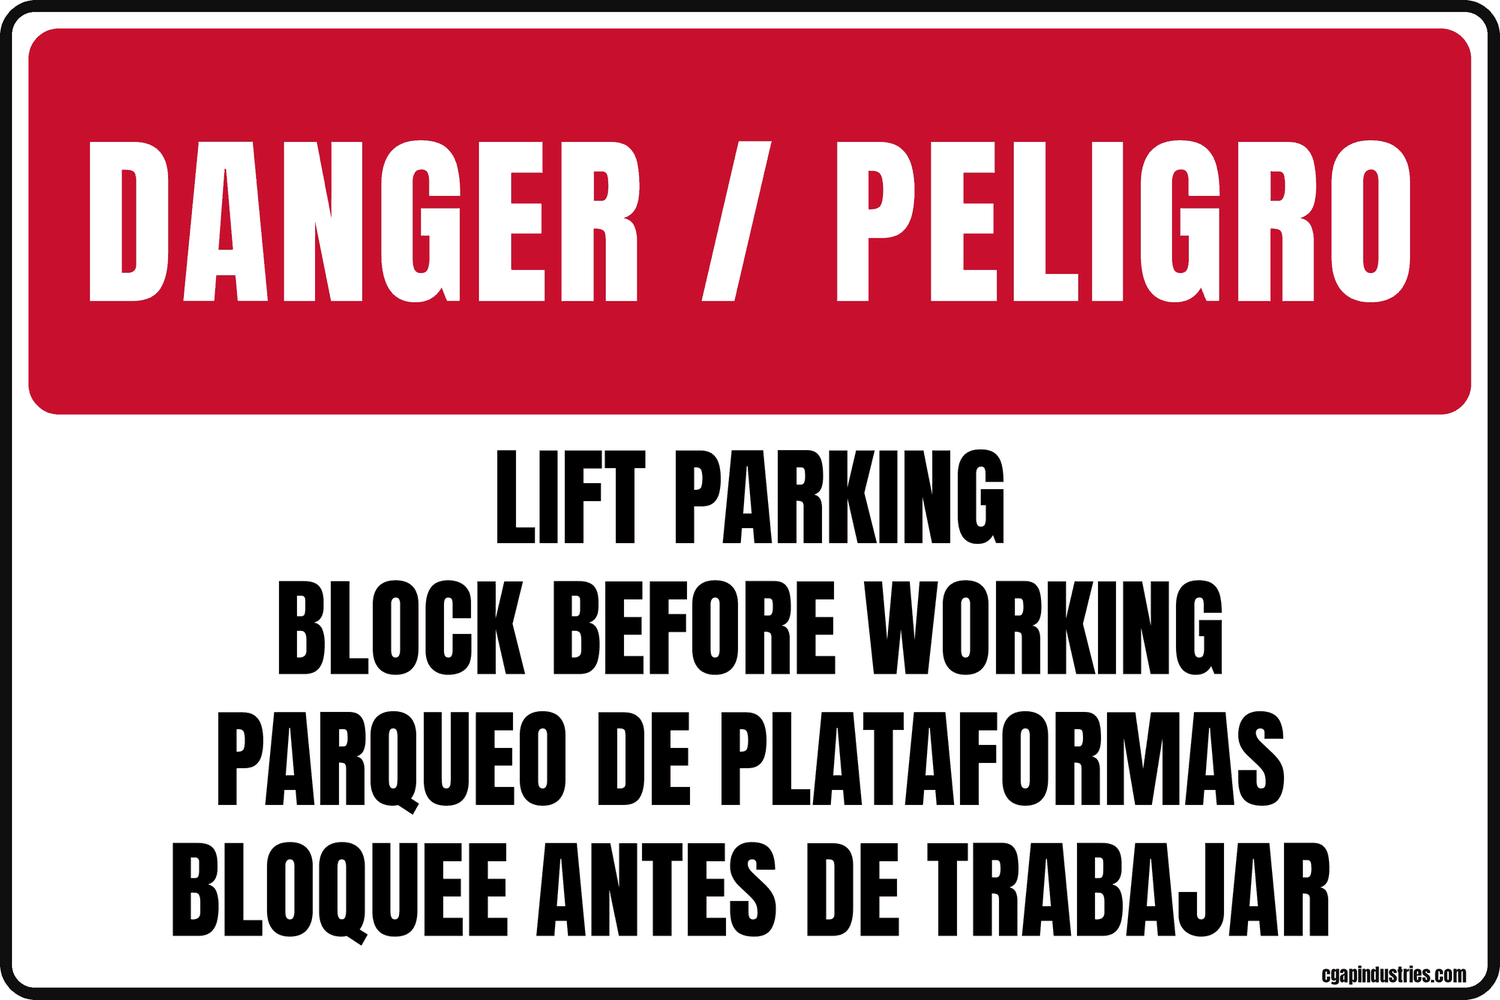 DANGER / PELIGRO
LIFT PARKING
BLOCK BEFORE WORKING
PARQUEO DE PLATAFORMAS
BLOQUEE ANTES DE TRABAJAR
cgapindustries.com